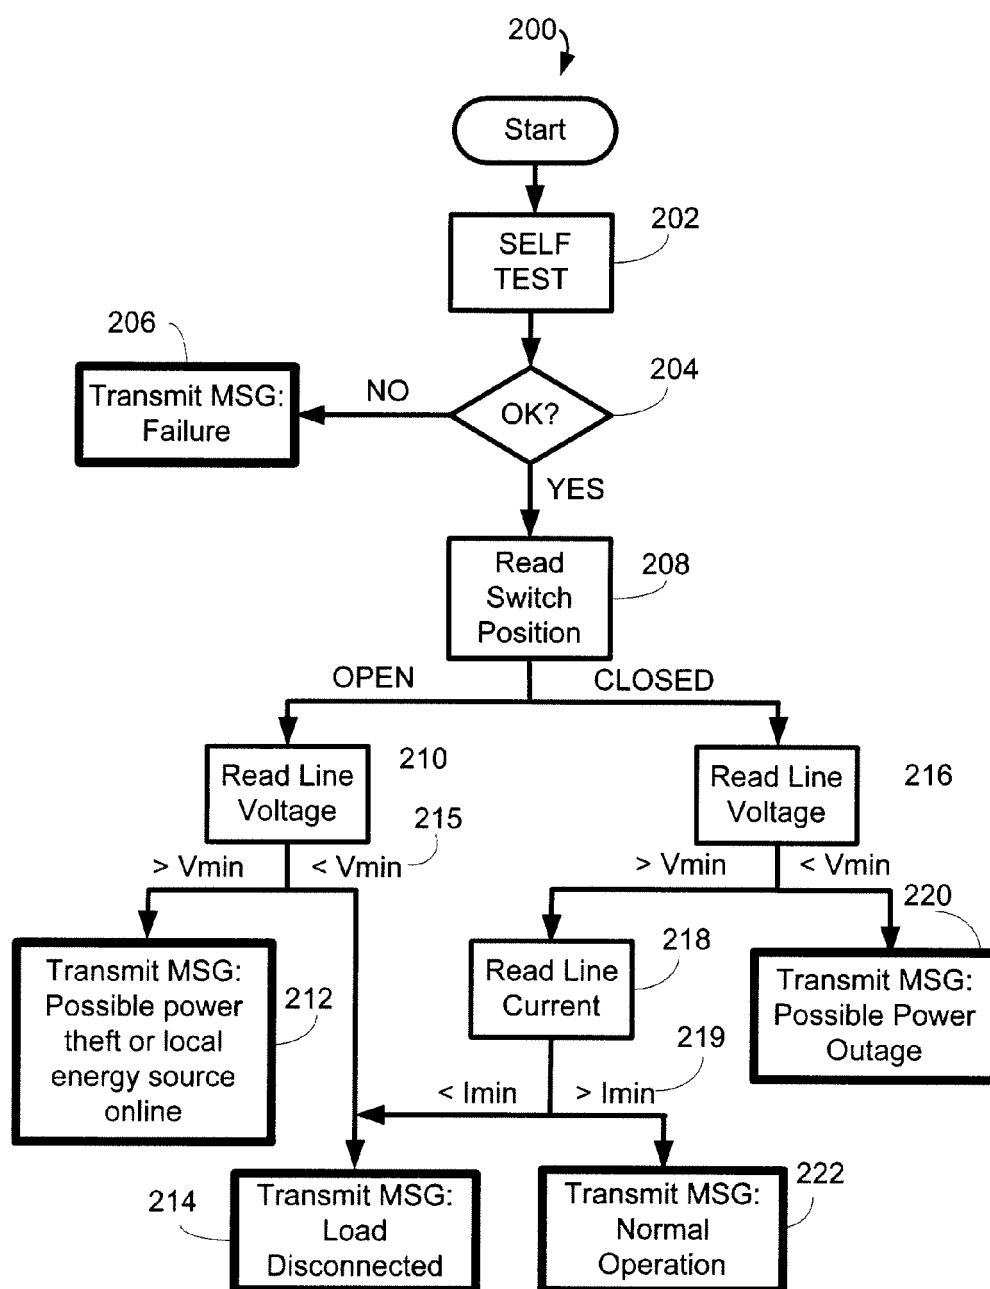 200
Start
SELF
TEST
202
206
Transmit MSG:
Failure
NO
OK?
204
YES
Read
Switch
Position
208
OPEN
CLOSED
Read Line
Voltage
210
215
Read Line
Voltage
216
> Vmin
< Vmin
> Vmin
< Vmin
220
Transmit MSG:
Possible power
theft or local
energy source
online
212
Read Line
Current
218
Transmit MSG:
Possible Power
Outage
219
< Imin
> Imin
214
Transmit MSG:
Load
Disconnected
Transmit MSG:
Normal
Operation
222